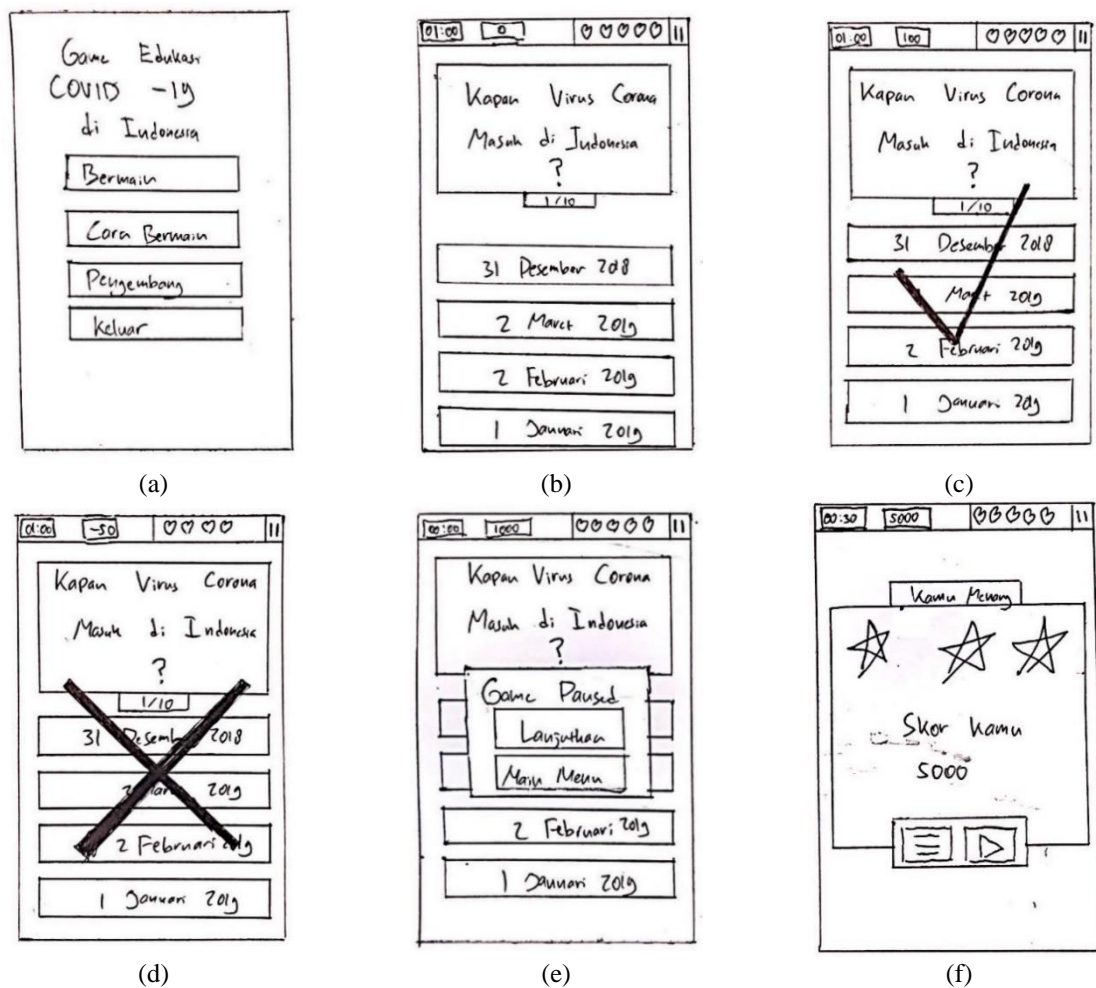 Game Edukasi
COVID -19
di Indonesia
Bermain
Cara Bermain
Pengembang
Keluar
(a)
01:00 0
Kapan Virus Corona
Masuk di Indonesia
?
1/10
31 Desember 2018
2 Maret 2019
2 Februari 2019
1 Januari 2019
(b)
01:00 100
Kapan Virus Corona
Masuk di Indonesia
?
1/10
31 Desember 2018
Maret 2019
2 Februari 2019
1 Januari 2019
(c)
01:00 -50
Kapan Virus Corona
Masuk di Indonesia
?
1/10
31 Desember 2018
2019
2 Februari 2019
1 Januari 2019
(d)
00:00 1000
Kapan Virus Corona
Masuk di Indonesia
?
Game Paused
Lanjutkan
Main Menu
2 Februari 2019
1 Januari 2019
(e)
00:30 5000
Kamu Menang
Skor Kamu
5000
(f)